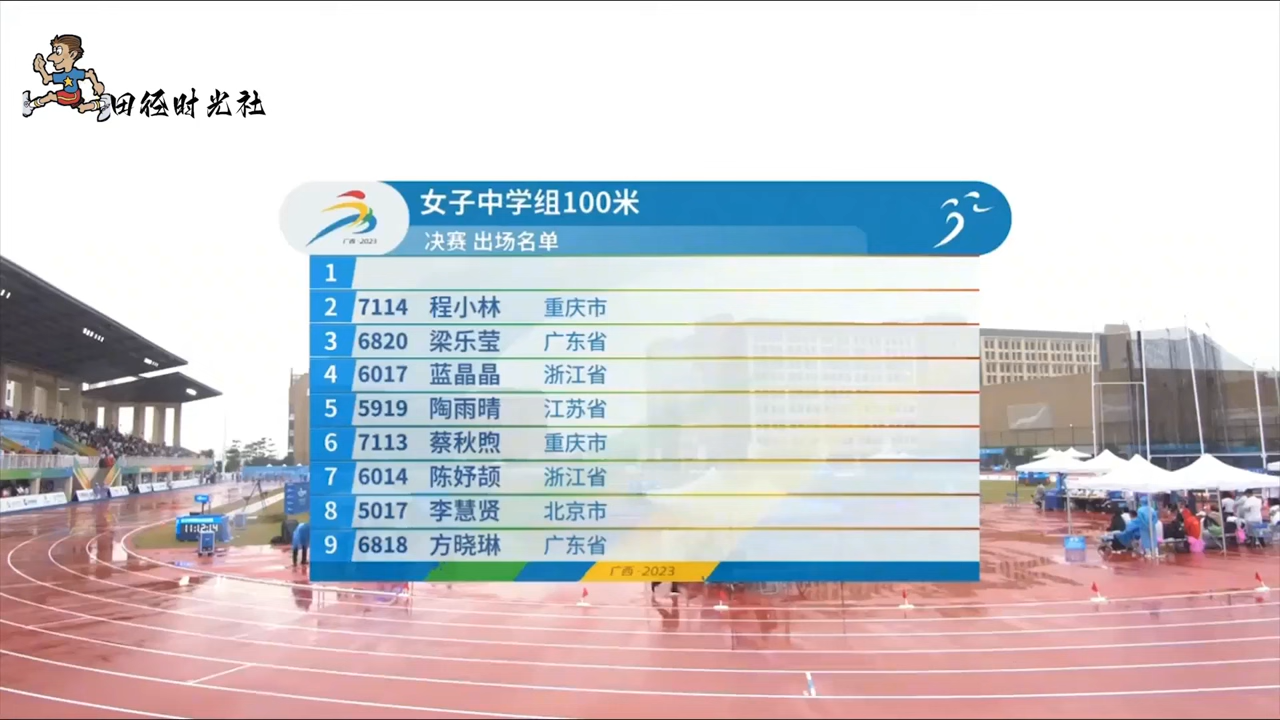 田径时光社
女子中学组100米
广西·2023
决赛 出场名单
1
2 7114 程小林 重庆市
3 6820 梁乐莹 广东省
4 6017 蓝晶晶 浙江省
5 5919 陶雨晴 江苏省
6 7113 蔡秋煦 重庆市
7 6014 陈妤颉 浙江省
8 5017 李慧贤 北京市
9 6818 方晓琳 广东省
广西·2023
11:12:14